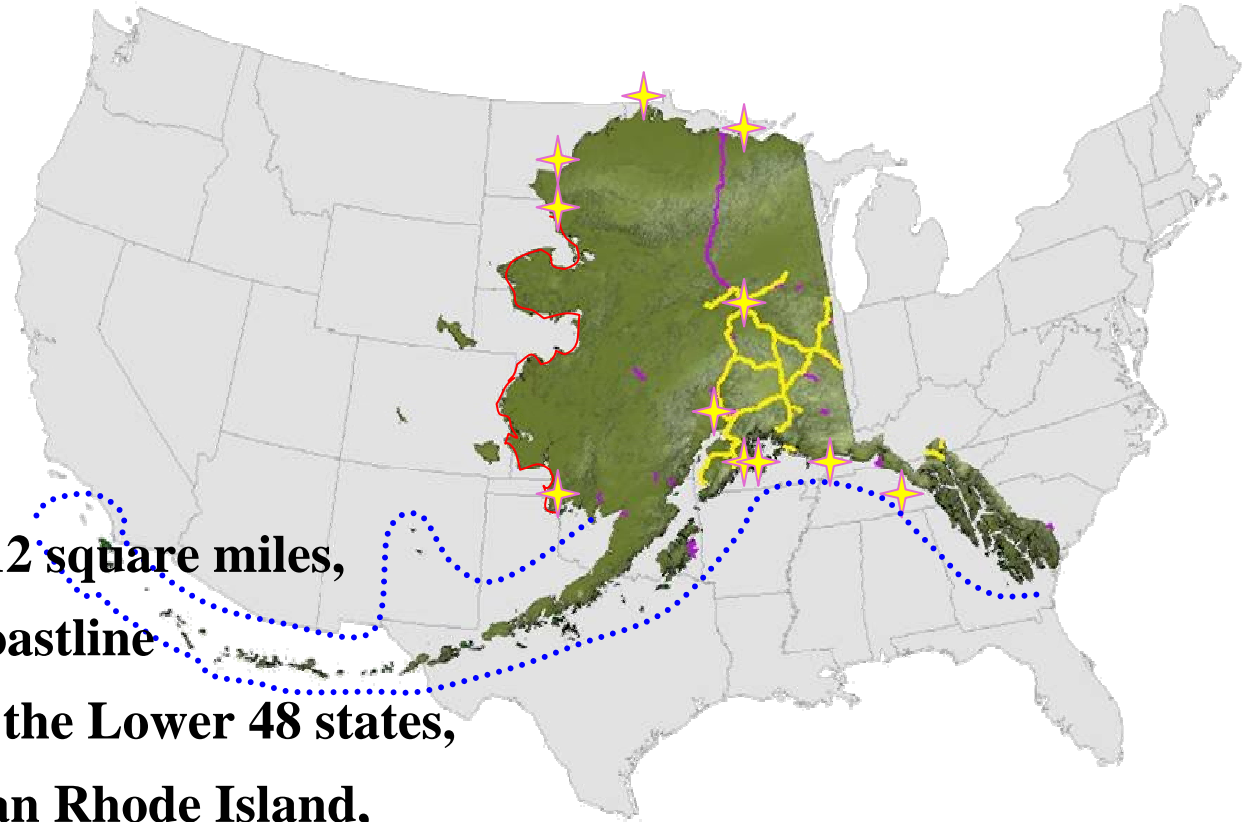 12 square miles,
oastline
the Lower 48 states,
an Rhode Island,